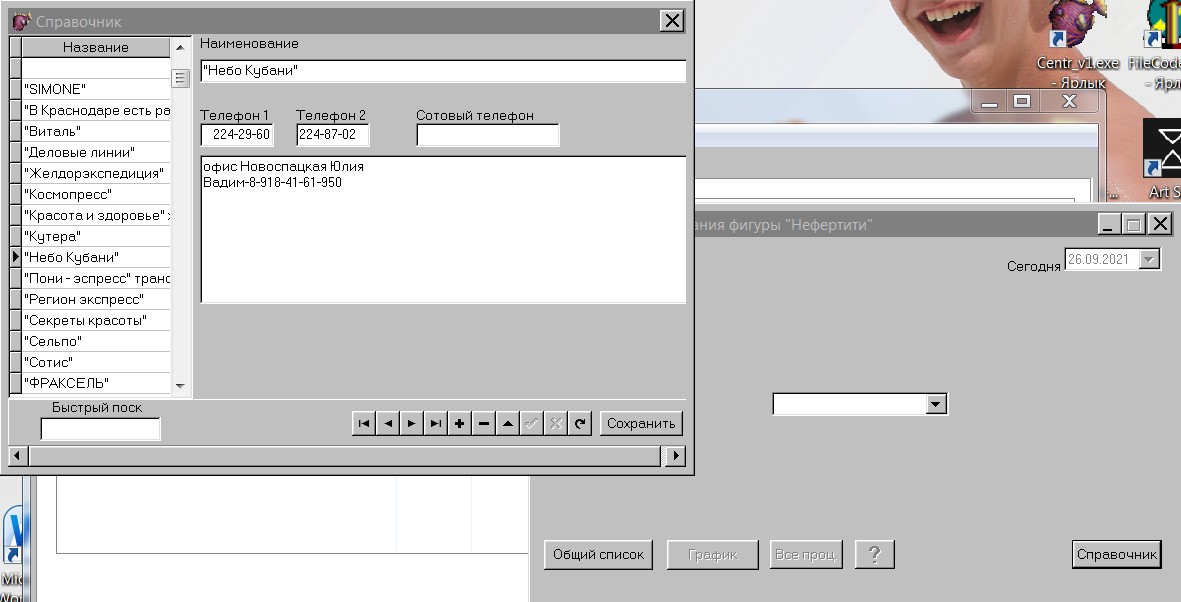 Справочник
Название
"SIMONE"
"В Краснодаре есть ра
"Виталь"
"Деловые линии"
"Желдорэкспедиция"
"Космопресс"
"Красота и здоровье"
"Кутера"
"Небо Кубани"
"Пони - эспресс" транс
"Регион экспресс"
"Секреты красоты"
"Сельпо"
"Сотис"
"ФРАКСЕЛЬ"
Быстрый поск
Наименование
"Небо Кубани"
Телефон 1 Телефон 2 Сотовый телефон
224-29-60 224-87-02
офис Новоспацкая Юлия
Вадим-8-918-41-61-950
Сохранить
Centr_v1.exe
- Ярлык
FileCode
- Ярл
Art S
ания фигуры "Нефертити"
Сегодня 26.09.2021
Общий список График Все проц. ? Справочник
Mic
Wor